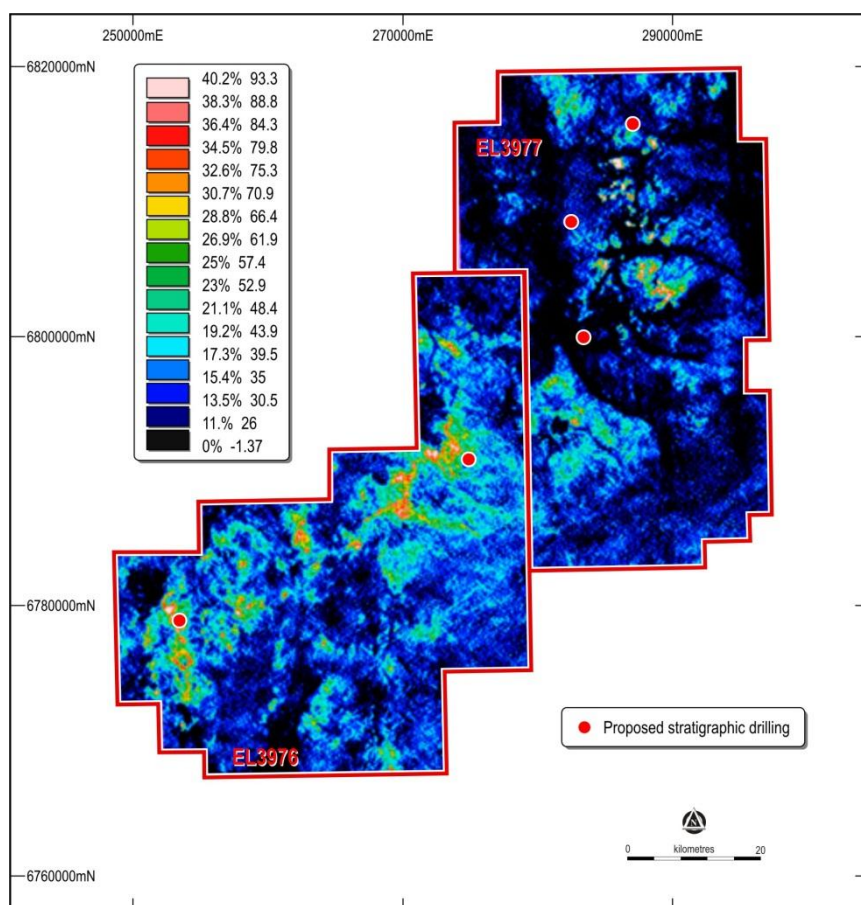 250000mE
270000mE
290000mE
6820000mN
40.2% 93.3
38.3% 88.8
36.4% 84.3
34.5% 79.8
32.6% 75.3
30.7% 70.9
28.8% 66.4
26.9% 61.9
25% 57.4
23% 52.9
21.1% 48.4
19.2% 43.9
17.3% 39.5
15.4% 35
13.5% 30.5
11.% 26
0% -1.37
EL3977
6800000mN
6780000mN
EL3976
Proposed stratigraphic drilling
N
0 kilometres 20
6760000mN